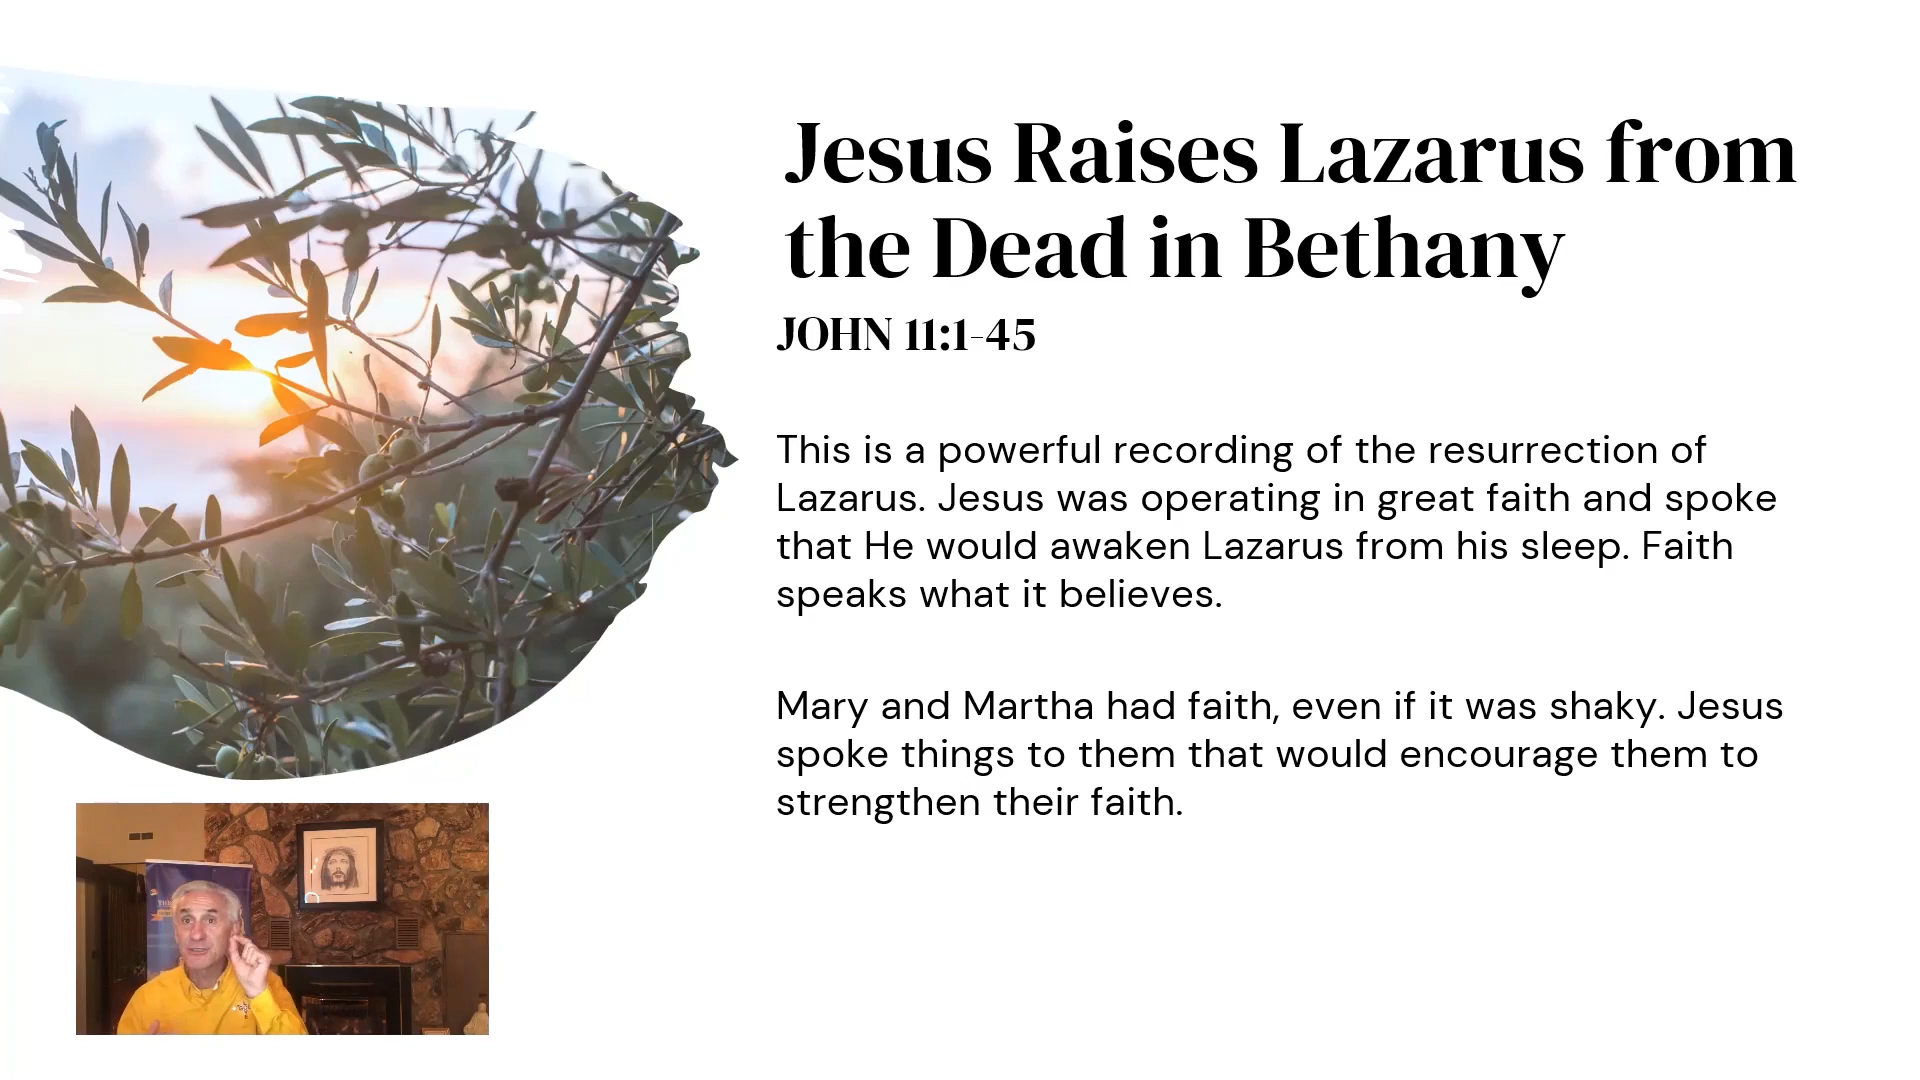 Jesus Raises Lazarus from
the Dead in Bethany
JOHN 11:1-45
This is a powerful recording of the resurrection of
Lazarus. Jesus was operating in great faith and spoke
that He would awaken Lazarus from his sleep. Faith
speaks what it believes.
Mary and Martha had faith, even if it was shaky. Jesus
spoke things to them that would encourage them to
strengthen their faith.